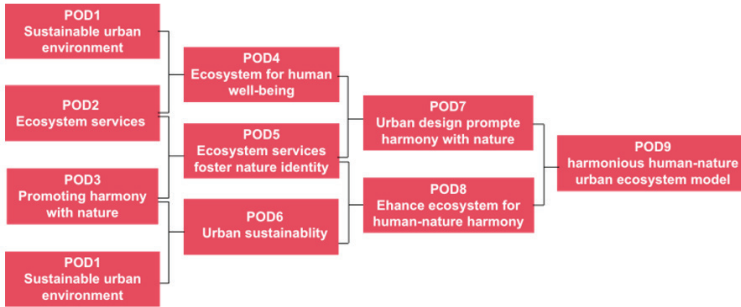 POD1
Sustainable urban
environment
POD2
Ecosystem services
POD3
Promoting harmony
with nature
POD1
Sustainable urban
environment
POD4
Ecosystem for human
well-being
POD5
Ecosystem services
foster nature identity
POD6
Urban sustainablity
POD7
Urban design prompte
harmony with nature
POD8
Ehance ecosystem for
human-nature harmony
POD9
harmonious human-nature
urban ecosystem model